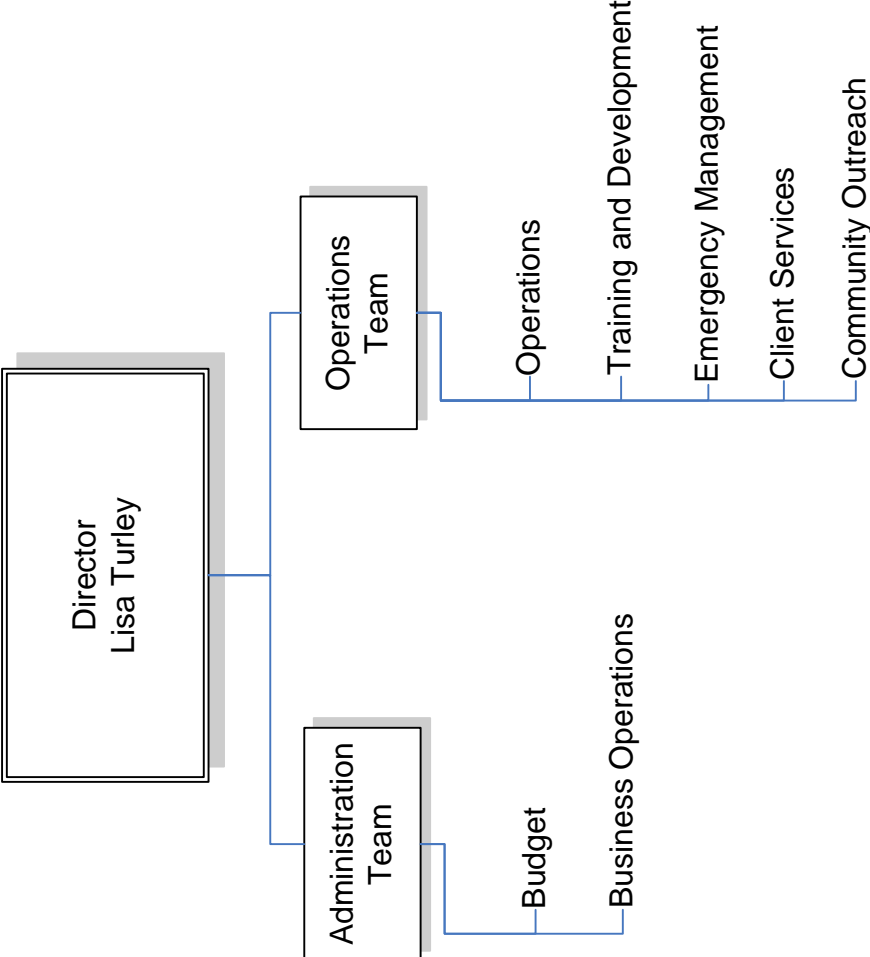 Director
Lisa Turley
Administration
Team
Budget
Business Operations
Operations
Team
Operations
Training and Development
Emergency Management
Client Services
Community Outreach